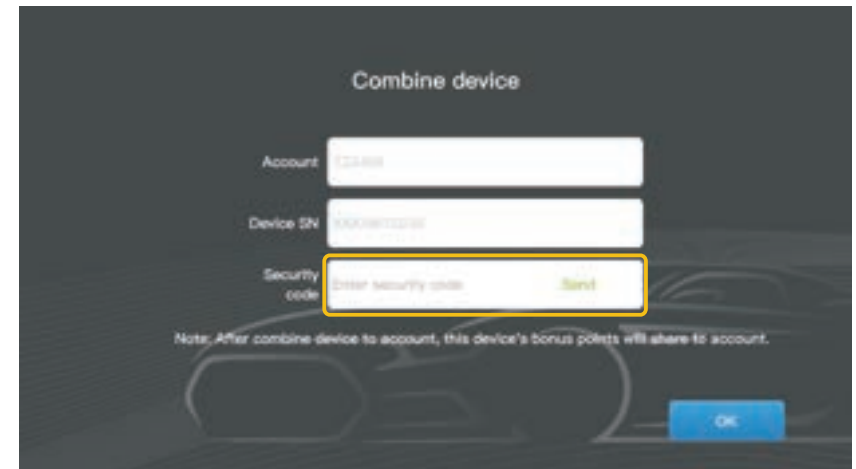 Combine device
Account
Device SN
Security
code
Enter security code Send
Note: After combine device to account, this device's bonus points will share to account.
OK